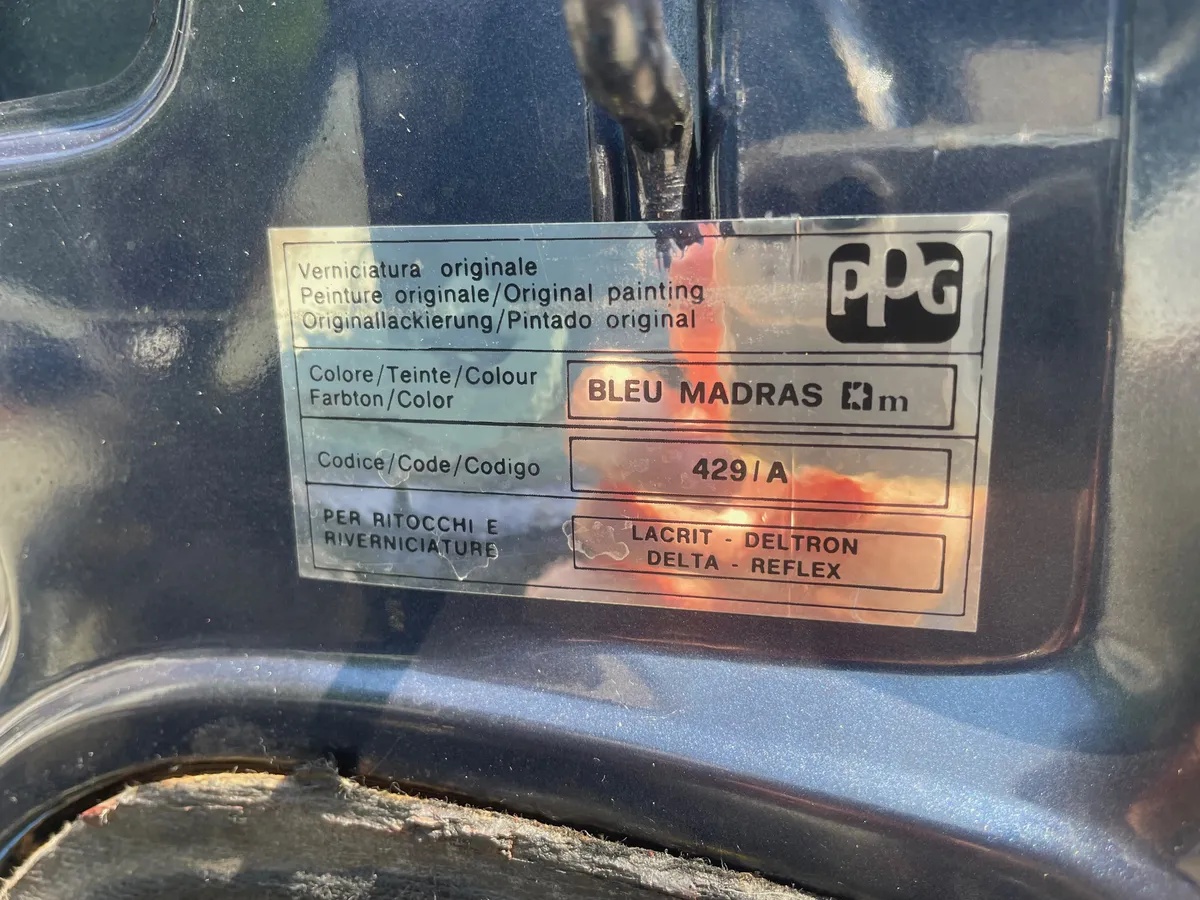 Verniciatura originale
Peinture originale/Original painting
Originallackierung/Pintado original
PPG
Colore/Teinte/Colour
Farbton/Color
BLEU MADRAS m
Codice/Code/Codigo
429/A
PER RITOCCHI E
RIVERNICIATURE
LACRIT - DELTRON
DELTA - REFLEX